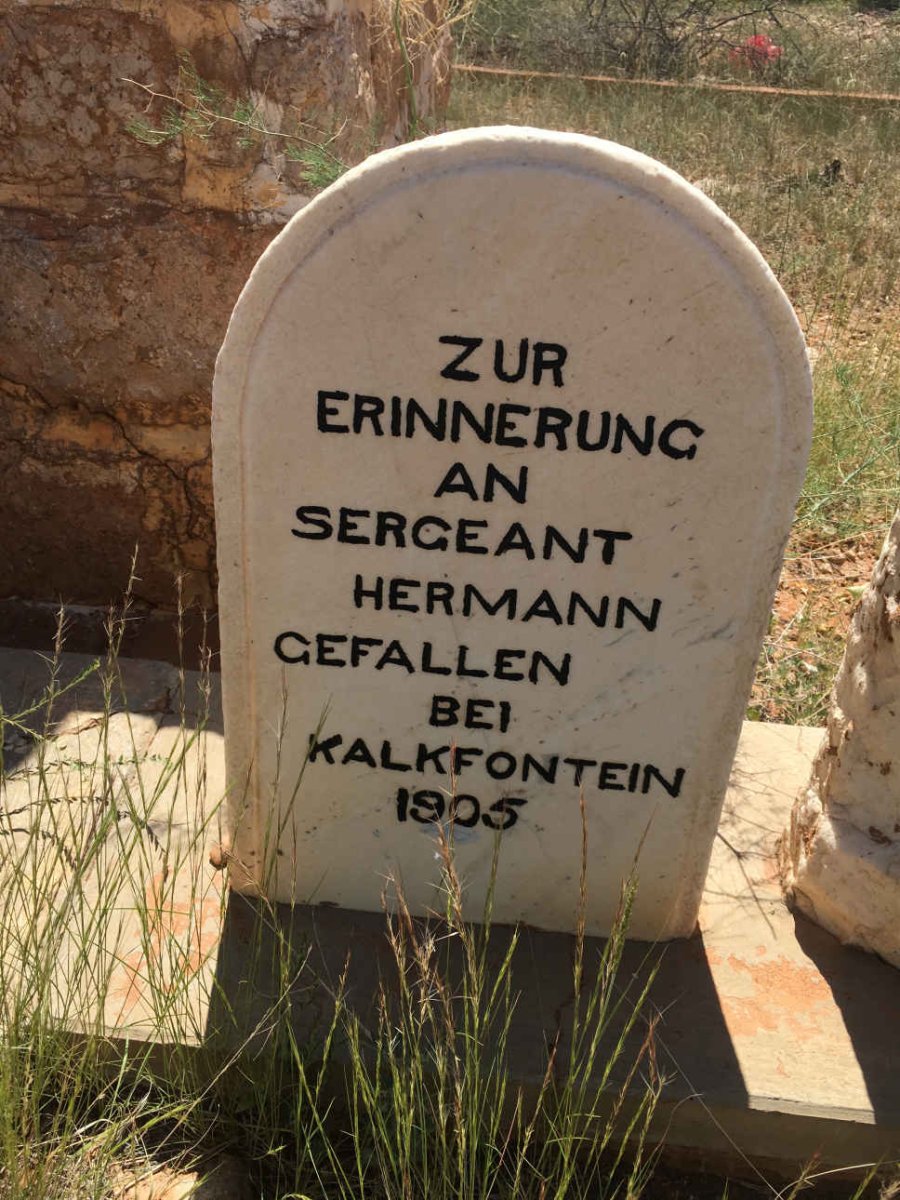 ZUR
ERINNERUNG
AN
SERGEANT
HERMANN
GEFALLEN
BEI
KALKFONTEIN
1905